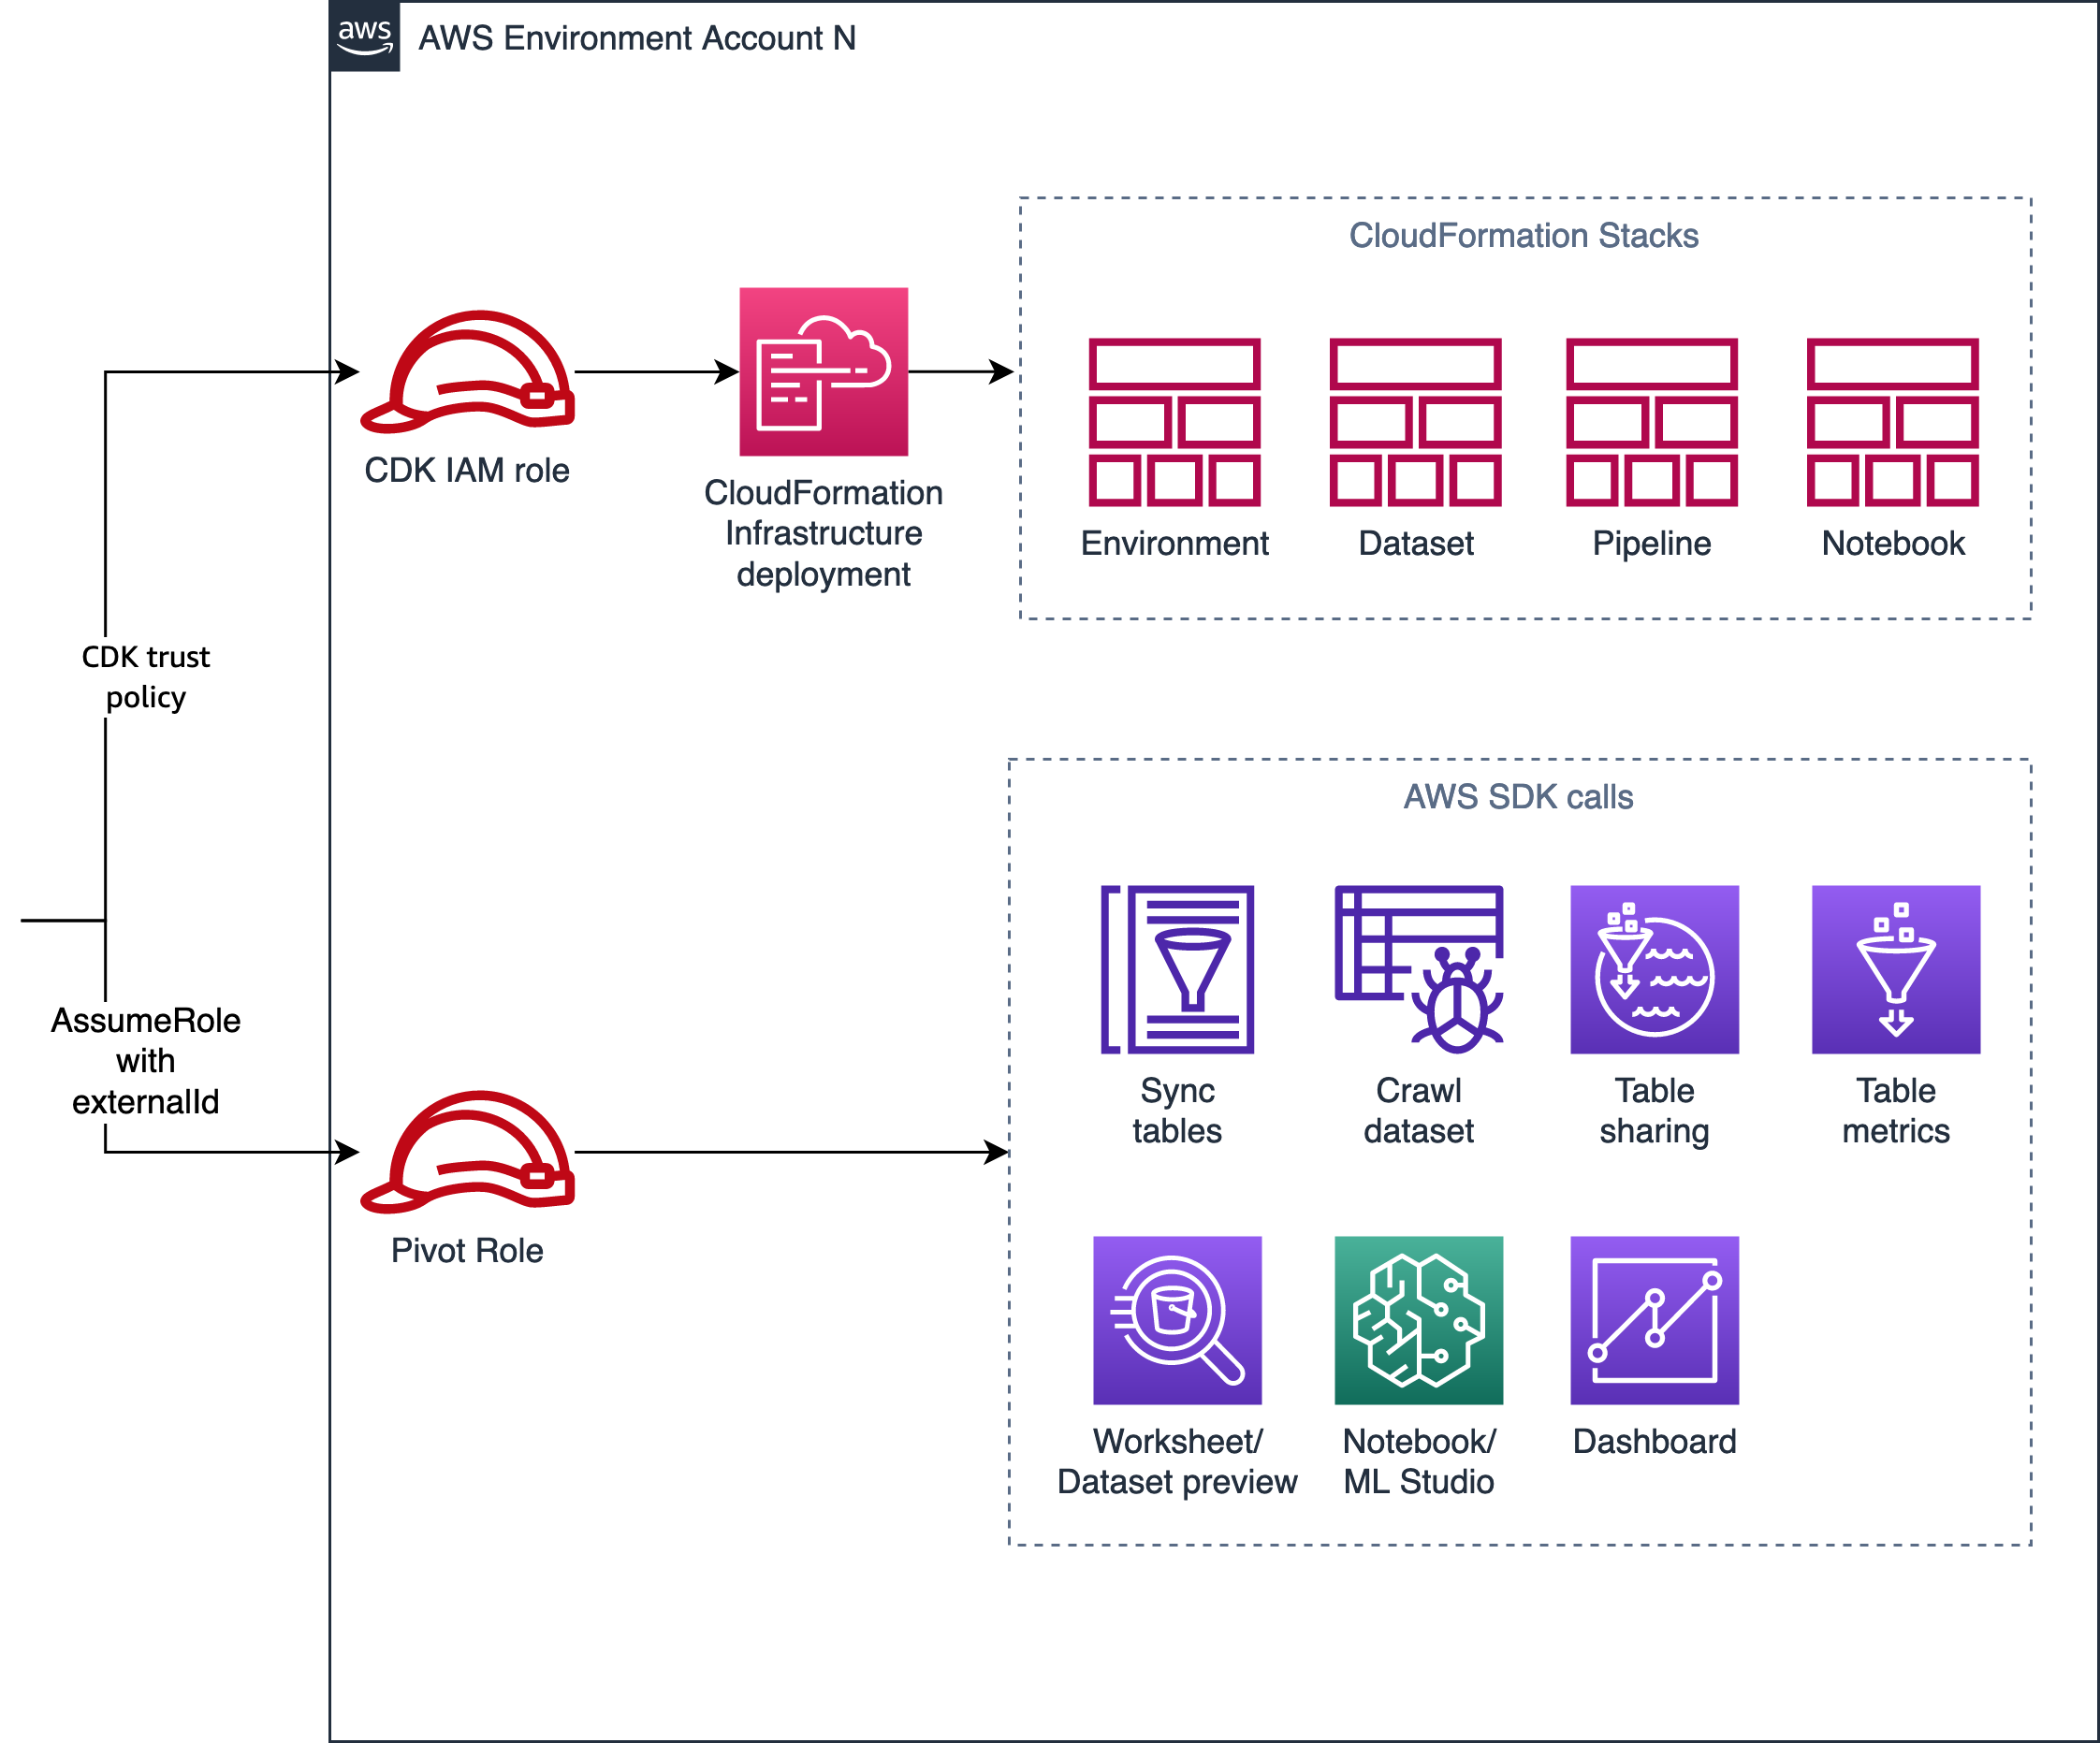 aws
AWS Environment Account N
CloudFormation Stacks
CDK IAM role
CloudFormation
Infrastructure
deployment
Environment
Dataset
Pipeline
Notebook
CDK trust
policy
AWS SDK calls
AssumeRole
with
externalId
Sync
tables
Crawl
dataset
Table
sharing
Table
metrics
Pivot Role
Worksheet/
Dataset preview
Notebook/
ML Studio
Dashboard